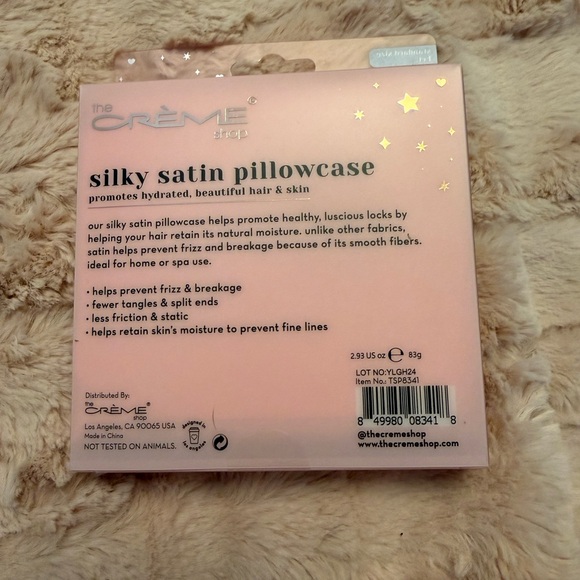 the
CRÈME®
shop
silky satin pillowcase
promotes hydrated, beautiful hair & skin
our silky satin pillowcase helps promote healthy, luscious locks by
helping your hair retain its natural moisture. unlike other fabrics,
satin helps prevent frizz and breakage because of its smooth fibers.
ideal for home or spa use.
• helps prevent frizz & breakage
• fewer tangles & split ends
• less friction & static
• helps retain skin's moisture to prevent fine lines
2.93 US oz e 83g
LOT NO:YLGH24
Item No.: TSP8341
8 49980 08341 8
@thecremeshop
www.thecremeshop.com
Distributed By:
the
CRÈME®
shop
Los Angeles, CA 90065 USA
Made in China
NOT TESTED ON ANIMALS.
designed in
los angeles